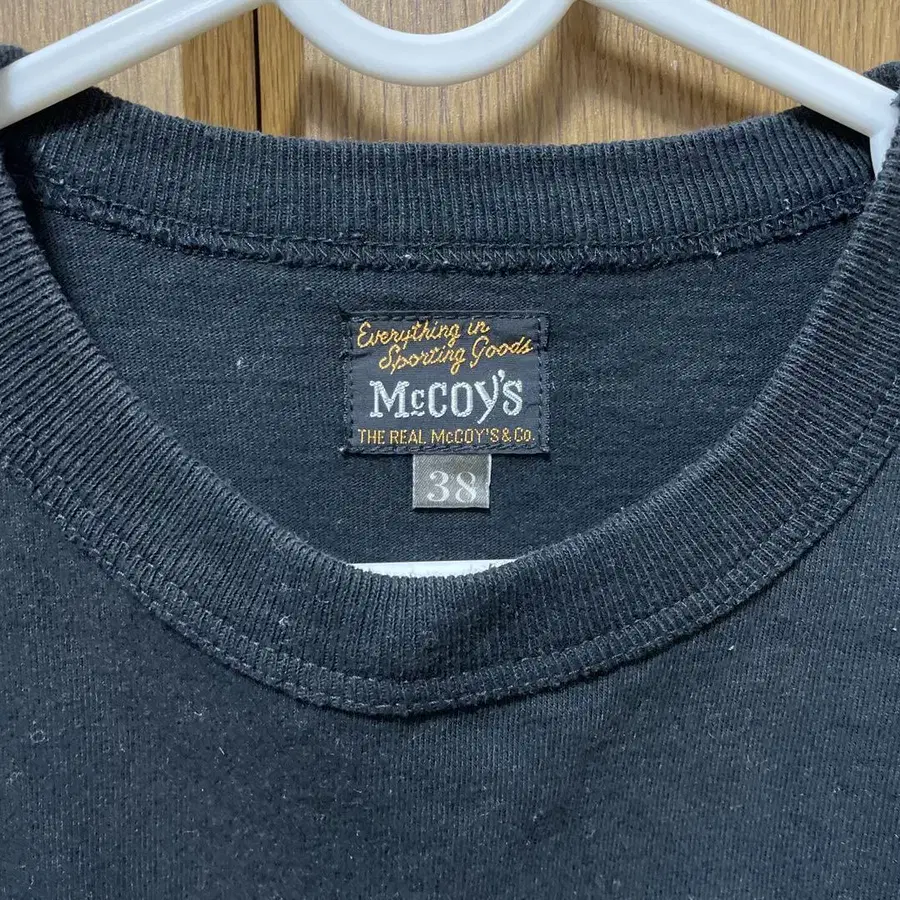 Everything in
Sporting Goods
McCOY'S
THE REAL McCOY'S & Co.
38